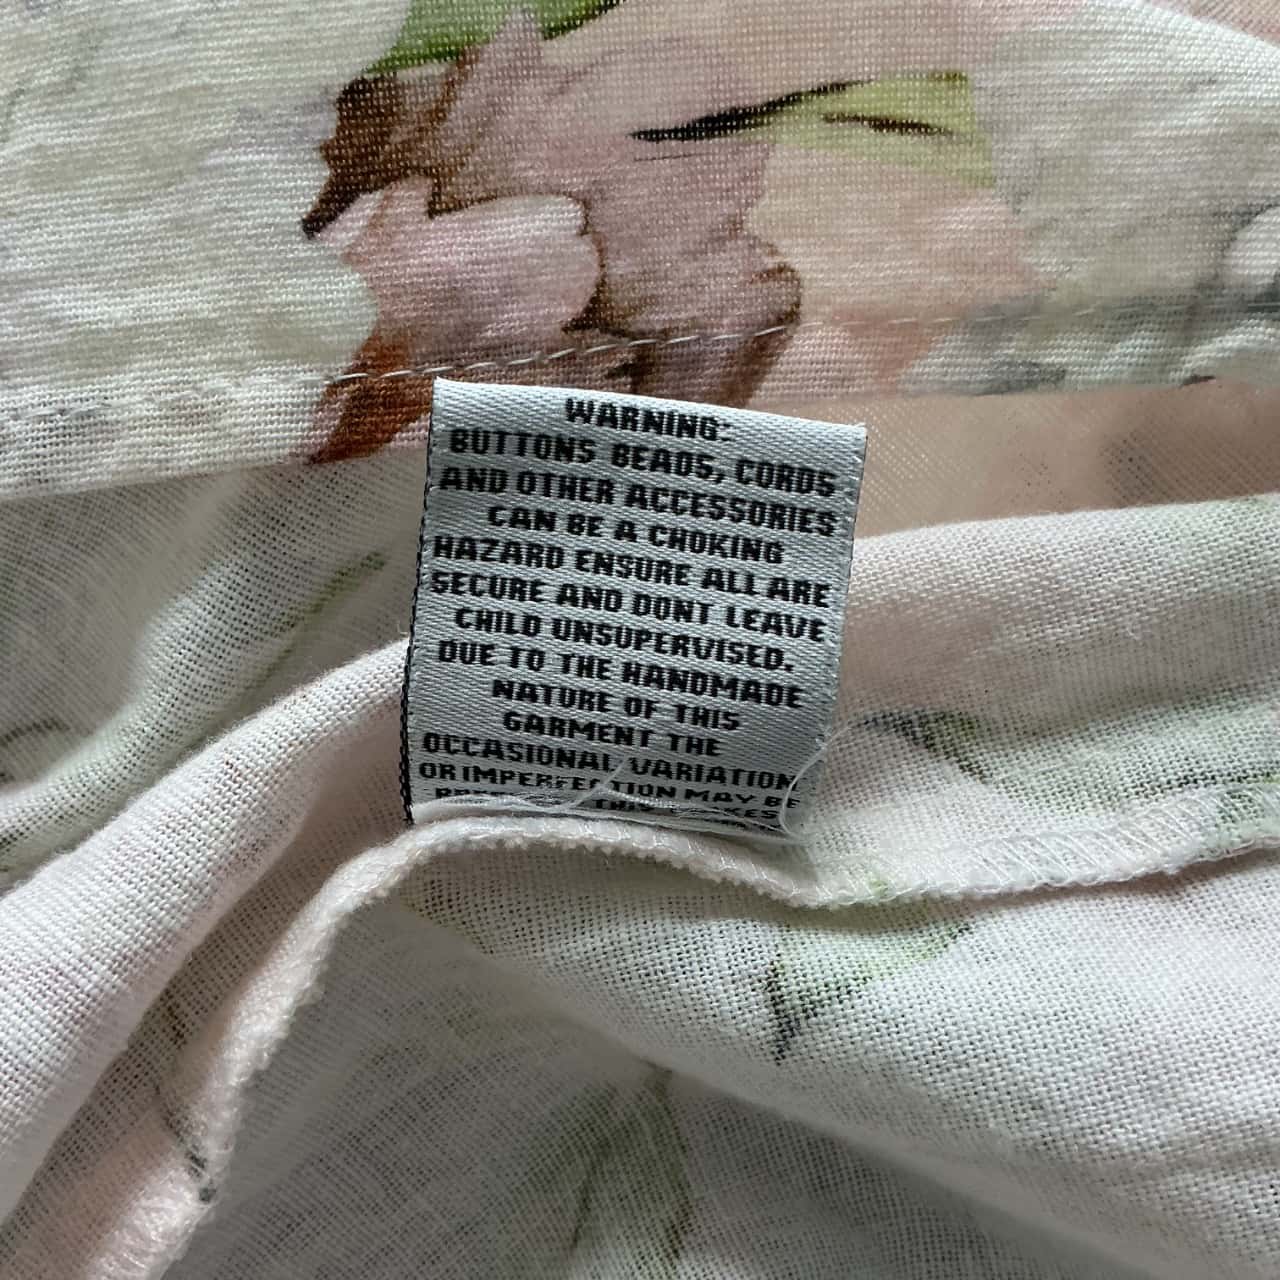 WARNING:
BUTTONS BEADS, CORDS
AND OTHER ACCESSORIES
CAN BE A CHOKING
HAZARD ENSURE ALL ARE
SECURE AND DONT LEAVE
CHILD UNSUPERVISED.
DUE TO THE HANDMADE
NATURE OF THIS
GARMENT THE
OCCASIONAL VARIATION
OR IMPERFECTION MAY BE
THIS